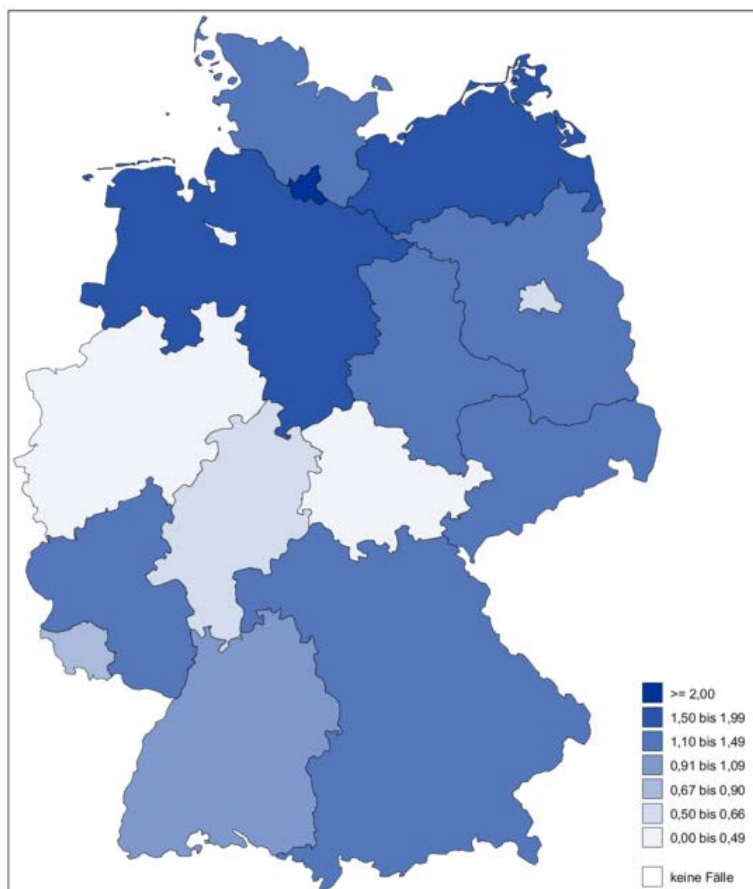 >= 2,00
1,50 bis 1,99
1,10 bis 1,49
0,91 bis 1,09
0,67 bis 0,90
0,50 bis 0,66
0,00 bis 0,49
keine Fälle